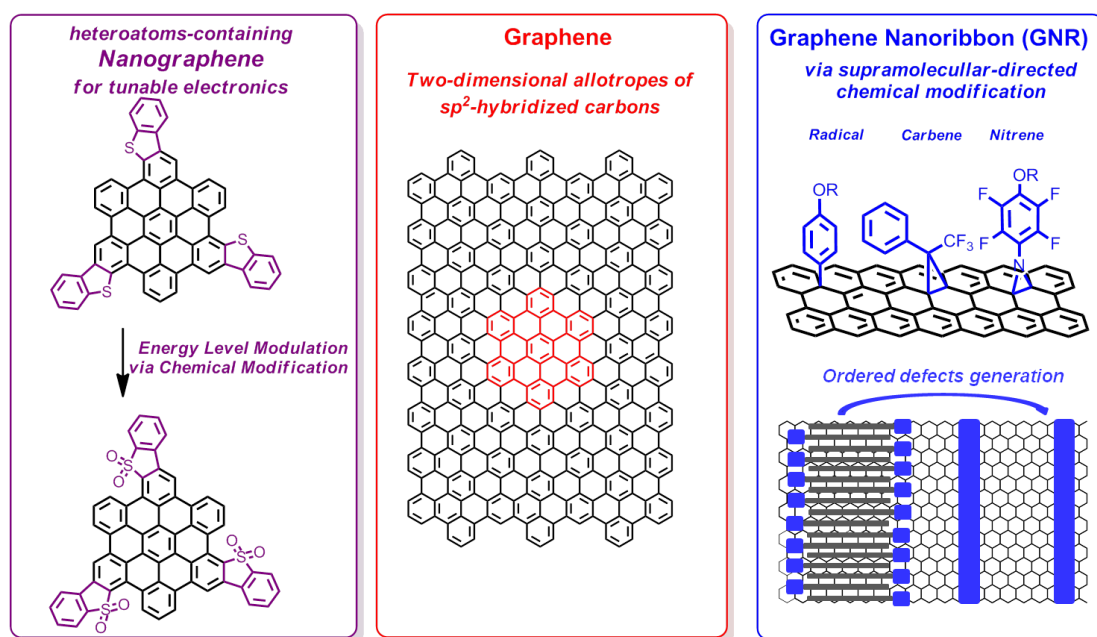 heteroatoms-containing
Nanographene
for tunable electronics
S
S
S
Energy Level Modulation
via Chemical Modification
O
S
O
O
S
O
S
O
O
Graphene
Two-dimensional allotropes of
sp²-hybridized carbons
Graphene Nanoribbon (GNR)
via supramolecullar-directed
chemical modification
Radical Carbene Nitrene
OR
OR
F
F
F
F
CF₃
N
Ordered defects generation